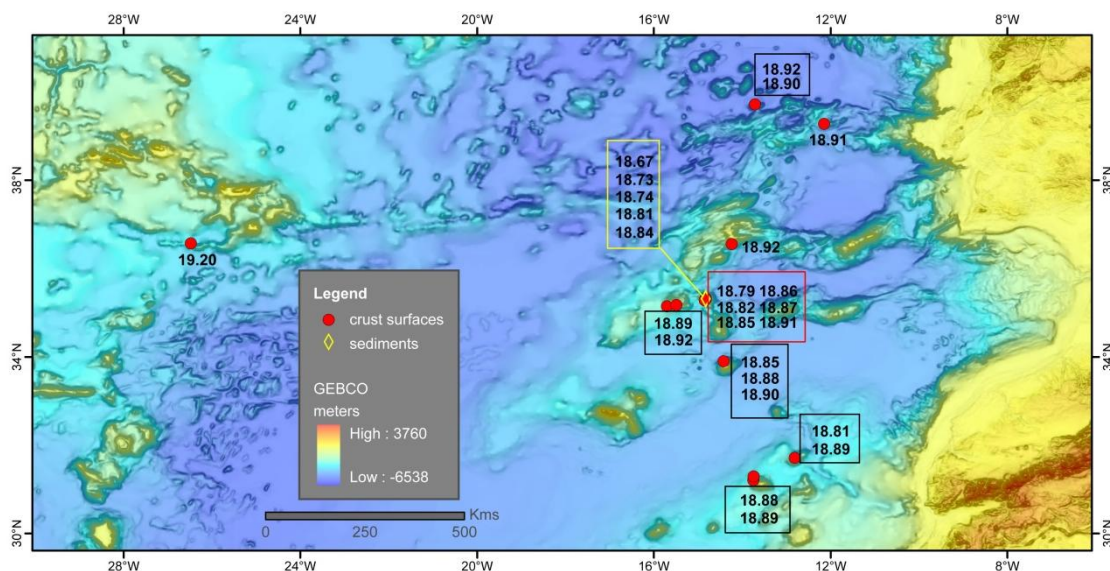 28°W 24°W 20°W 16°W 12°W 8°W
38°N 38°N
34°N 34°N
30°N 30°N
18.92
18.90
18.91
18.67
18.73
18.74
18.81
18.84
19.20
18.92
18.79 18.86
18.82 18.87
18.85 18.91
18.89
18.92
18.85
18.88
18.90
18.81
18.89
18.88
18.89
Legend
crust surfaces
sediments
GEBCO
meters
High : 3760
Low : -6538
Kms
0 250 500
28°W 24°W 20°W 16°W 12°W 8°W